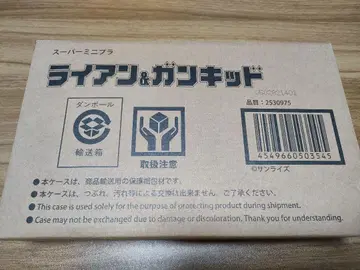 スーパーミニプラ
ライアン&ガンキッド
品番：2530975
ダンボール
輸送箱
取扱注意
4549660503545
©サンライズ
●本ケースは、商品輸送用の保護梱包材です。
●本ケースには、つぶれ、汚れ等による交換は出来ません。ご了承ください。
●This case is used solely for the purpose of protecting product during shipment.
●Case may not be exchanged due to damage or discoloration. Thank you for understanding.